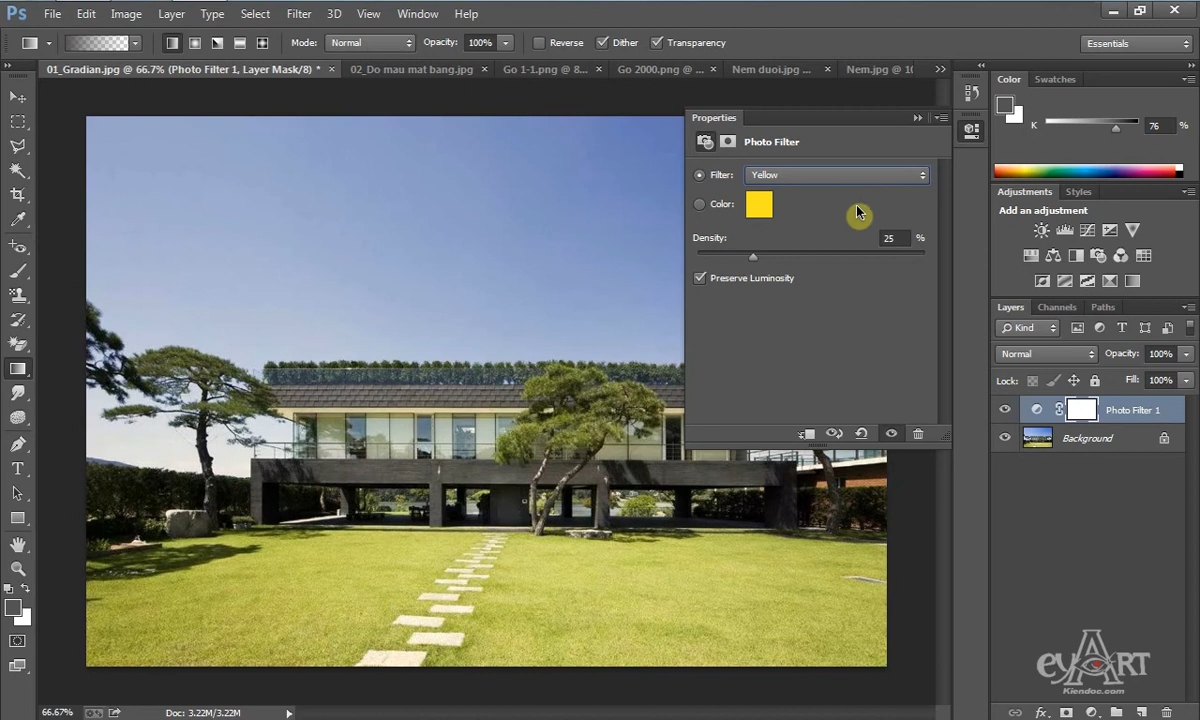 Ps File Edit Image Layer Type Select Filter 3D View Window Help
Mode: Normal Opacity: 100% Reverse Dither Transparency Essentials
01_Gradian.jpg @ 66.7% (Photo Filter 1, Layer Mask/8) * × 02_Do mau mat bang.jpg × Go 1-1.png @ 8... × Go 2000.png @ ... × Nem duoi.jpg ... × Nem.jpg @ 10
Properties
Photo Filter
Filter: Yellow
Color:
Density: 25 %
Preserve Luminosity
Color Swatches
K 76 %
Adjustments Styles
Add an adjustment
Layers Channels Paths
Kind
Normal Opacity: 100%
Lock: Fill: 100%
Photo Filter 1
Background
eyART
Kiendoc.com
66.67% Doc: 3.22M/3.22M
fx